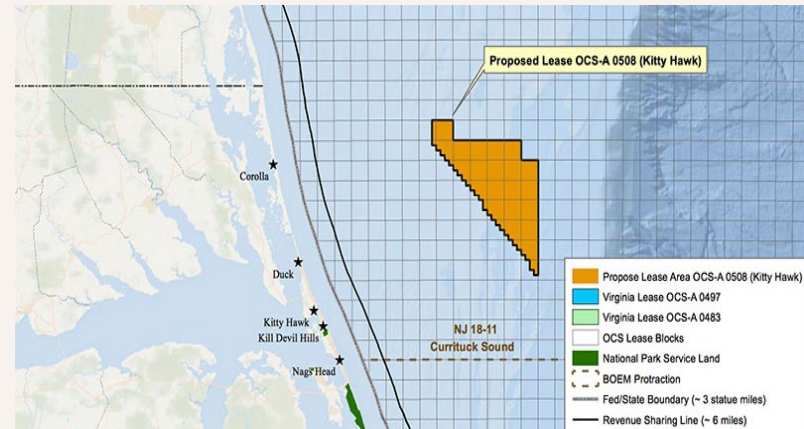 Proposed Lease OCS-A 0508 (Kitty Hawk)
Corolla
Duck
Kitty Hawk
Kill Devil Hills
Nags Head
NJ 18-11
Currituck Sound
Propose Lease Area OCS-A 0508 (Kitty Hawk)
Virginia Lease OCS-A 0497
Virginia Lease OCS-A 0483
OCS Lease Blocks
National Park Service Land
BOEM Protraction
Fed/State Boundary (~ 3 statue miles)
Revenue Sharing Line (~ 6 miles)